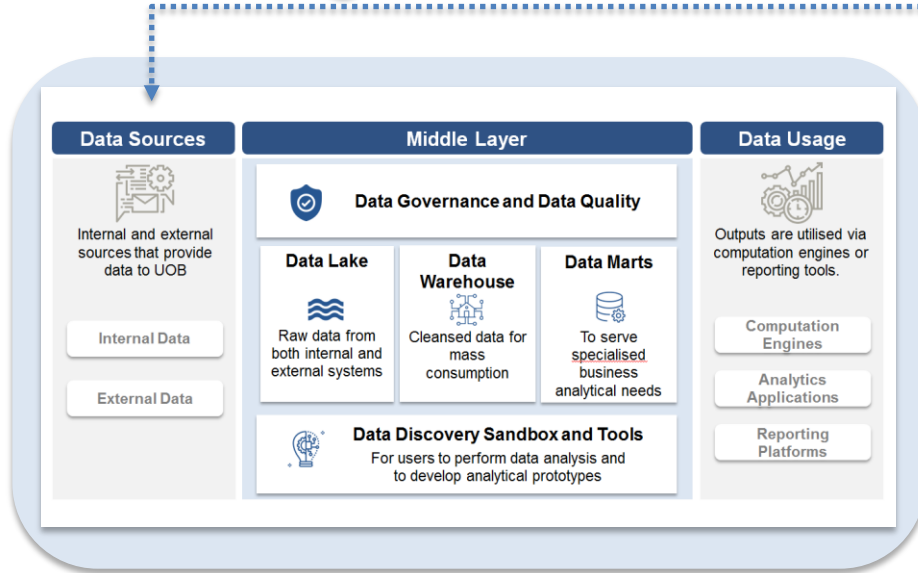 Data Sources
Internal and external
sources that provide
data to UOB
Internal Data
External Data
Middle Layer
Data Governance and Data Quality
Data Lake
Raw data from
both internal and
external systems
Data
Warehouse
Cleansed data for
mass
consumption
Data Marts
To serve
specialised
business
analytical needs
Data Discovery Sandbox and Tools
For users to perform data analysis and
to develop analytical prototypes
Data Usage
Outputs are utilised via
computation engines or
reporting tools.
Computation
Engines
Analytics
Applications
Reporting
Platforms